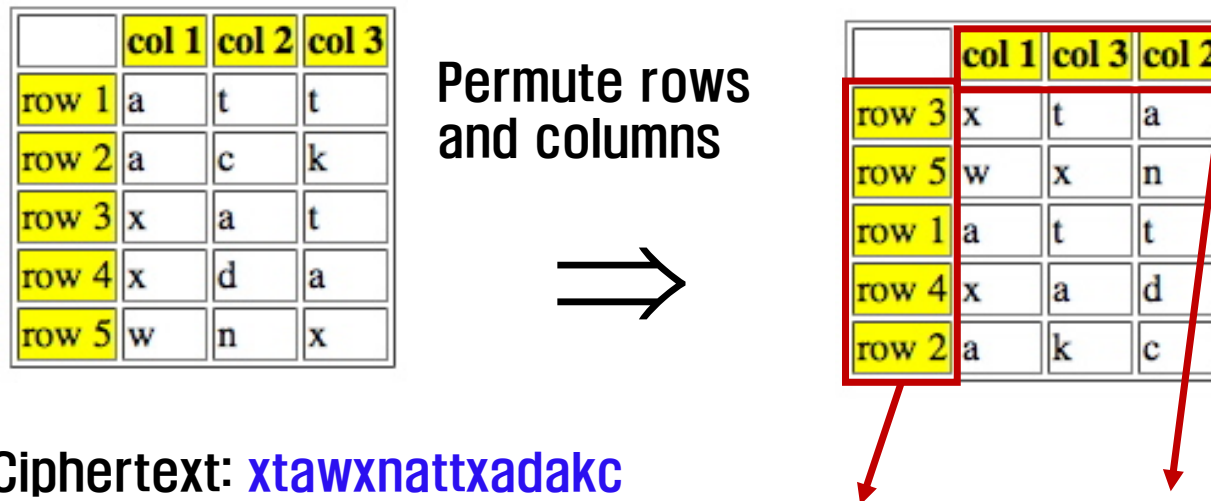 col 1 col 2 col 3
row 1 a t t
row 2 a c k
row 3 x a t
row 4 x d a
row 5 w n x
Permute rows
and columns
col 1 col 3 col 2
row 3 x t a
row 5 w x n
row 1 a t t
row 4 x a d
row 2 a k c
Ciphertext: xtawxnattxadakc